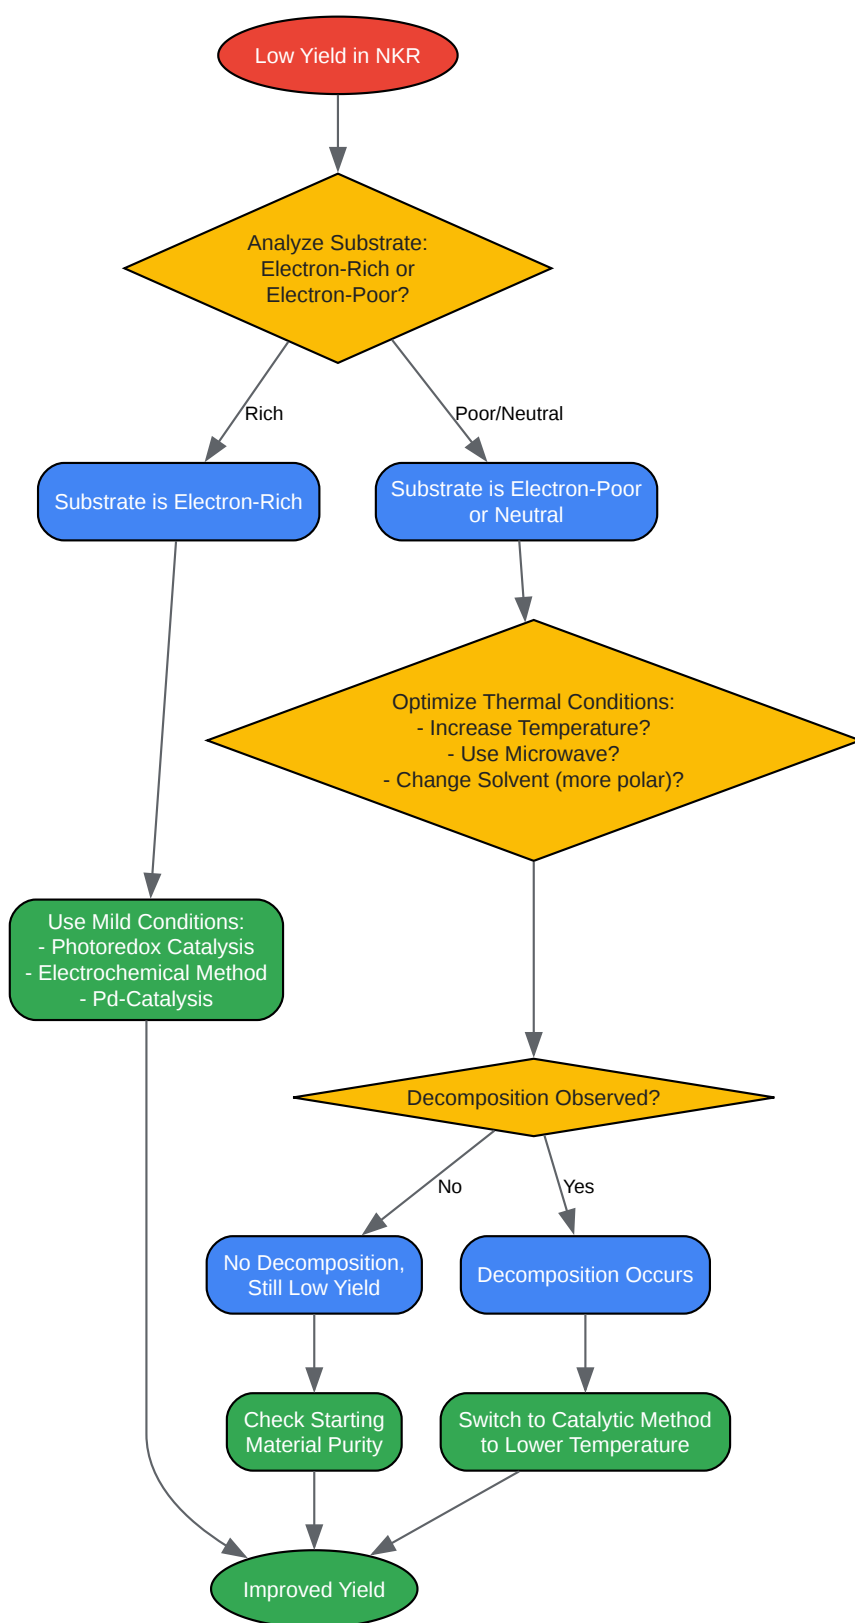 Low Yield in NKR
Analyze Substrate:
Electron-Rich or
Electron-Poor?
Rich
Poor/Neutral
Substrate is Electron-Rich
Substrate is Electron-Poor
or Neutral
Optimize Thermal Conditions:
- Increase Temperature?
- Use Microwave?
- Change Solvent (more polar)?
Use Mild Conditions:
- Photoredox Catalysis
- Electrochemical Method
- Pd-Catalysis
Decomposition Observed?
No
Yes
No Decomposition,
Still Low Yield
Decomposition Occurs
Check Starting
Material Purity
Switch to Catalytic Method
to Lower Temperature
Improved Yield